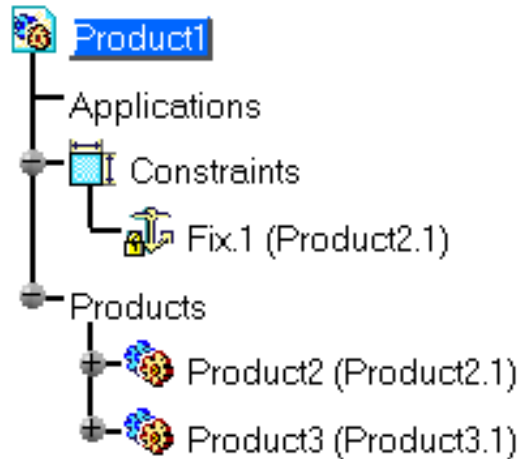 Product1
Applications
Constraints
Fix.1 (Product2.1)
Products
Product2 (Product2.1)
Product3 (Product3.1)